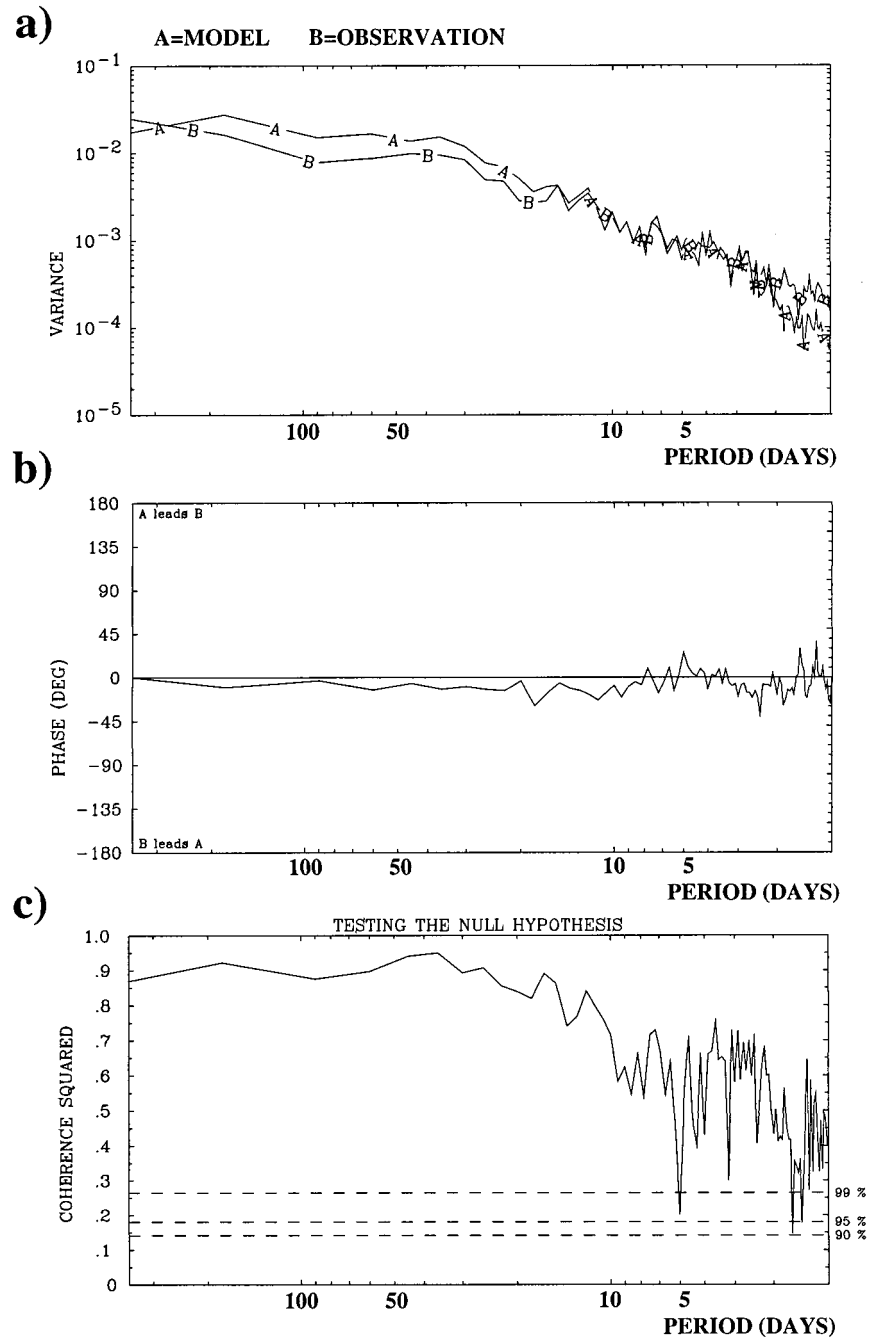 a)
A=MODEL B=OBSERVATION
10-1
10-2
10-3
10-4
10-5
VARIANCE
A B A B A B A B
100 50 10 5
PERIOD (DAYS)
b)
180
135
90
45
0
-45
-90
-135
-180
A leads B
B leads A
PHASE (DEG)
100 50 10 5
PERIOD (DAYS)
c)
TESTING THE NULL HYPOTHESIS
1.0
.9
.8
.7
.6
.5
.4
.3
.2
.1
0
COHERENCE SQUARED
99 %
95 %
90 %
100 50 10 5
PERIOD (DAYS)